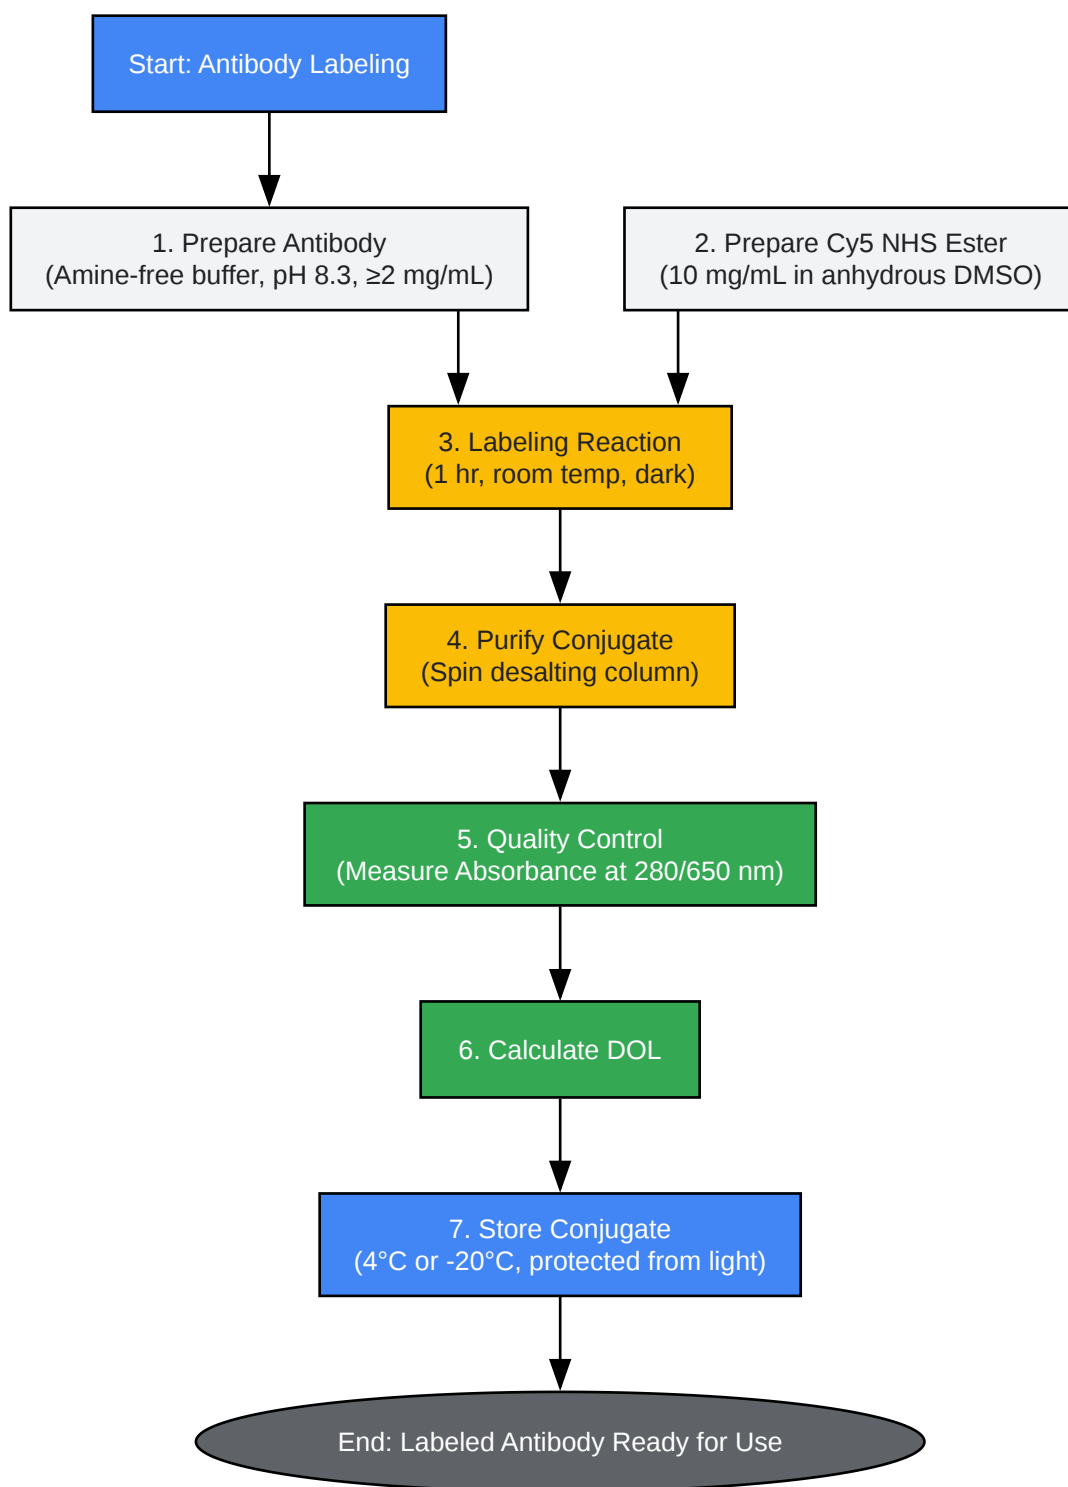 Start: Antibody Labeling
1. Prepare Antibody
(Amine-free buffer, pH 8.3, ≥2 mg/mL)
2. Prepare Cy5 NHS Ester
(10 mg/mL in anhydrous DMSO)
3. Labeling Reaction
(1 hr, room temp, dark)
4. Purify Conjugate
(Spin desalting column)
5. Quality Control
(Measure Absorbance at 280/650 nm)
6. Calculate DOL
7. Store Conjugate
(4°C or -20°C, protected from light)
End: Labeled Antibody Ready for Use